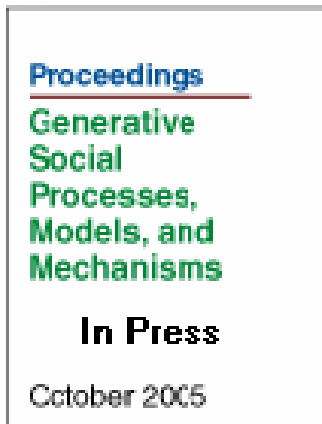 Proceedings
Generative
Social
Processes,
Models, and
Mechanisms
In Press
October 2005